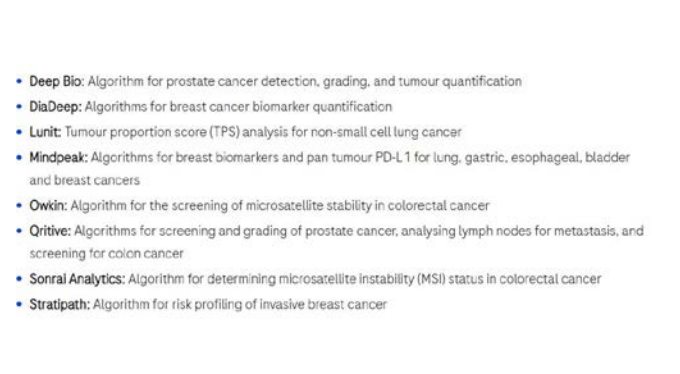 • Deep Bio: Algorithm for prostate cancer detection, grading, and tumour quantification
• DiaDeep: Algorithms for breast cancer biomarker quantification
• Lunit: Tumour proportion score (TPS) analysis for non-small cell lung cancer
• Mindpeak: Algorithms for breast biomarkers and pan tumour PD-L1 for lung, gastric, esophageal, bladder
and breast cancers
• Owkin: Algorithm for the screening of microsatellite stability in colorectal cancer
• Qritive: Algorithms for screening and grading of prostate cancer, analysing lymph nodes for metastasis, and
screening for colon cancer
• Sonrai Analytics: Algorithm for determining microsatellite instability (MSI) status in colorectal cancer
• Stratipath: Algorithm for risk profiling of invasive breast cancer